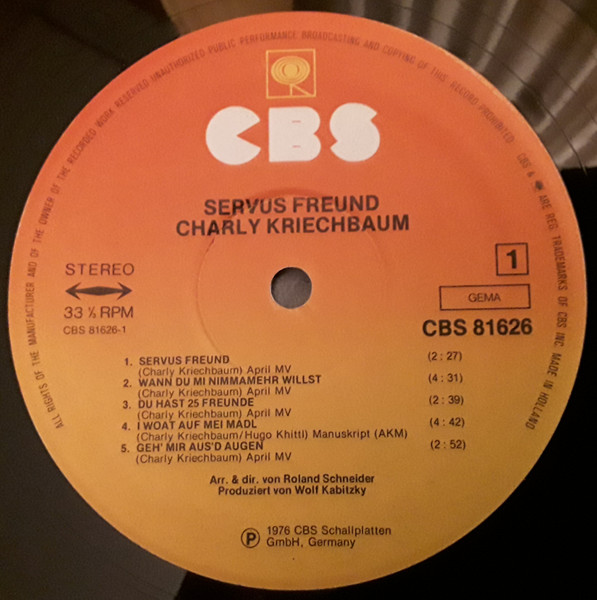 ALL RIGHTS OF THE MANUFACTURER AND OF THE OWNER OF THE RECORDED WORK RESERVED UNAUTHORIZED PUBLIC PERFORMANCE BROADCASTING AND COPYING OF THIS RECORD PROHIBITED
CBS & ARE REG. TRADEMARKS OF CBS INC. MADE IN HOLLAND
CBS
SERVUS FREUND
CHARLY KRIECHBAUM
STEREO
33 ⅓ RPM
CBS 81626-1
1
GEMA
CBS 81626
1. SERVUS FREUND (2 : 27)
(Charly Kriechbaum) April MV
2. WANN DU MI NIMMAMEHR WILLST (4 : 31)
(Charly Kriechbaum) April MV
3. DU HAST 25 FREUNDE (2 : 39)
(Charly Kriechbaum) April MV
4. I WOAT AUF MEI MADL (4 : 42)
(Charly Kriechbaum/Hugo Khittl) Manuskript (AKM)
5. GEH' MIR AUS'D AUGEN (2 : 52)
(Charly Kriechbaum) April MV
Arr. & dir. von Roland Schneider
Produziert von Wolf Kabitzky
Ⓟ 1976 CBS Schallplatten
GmbH, Germany